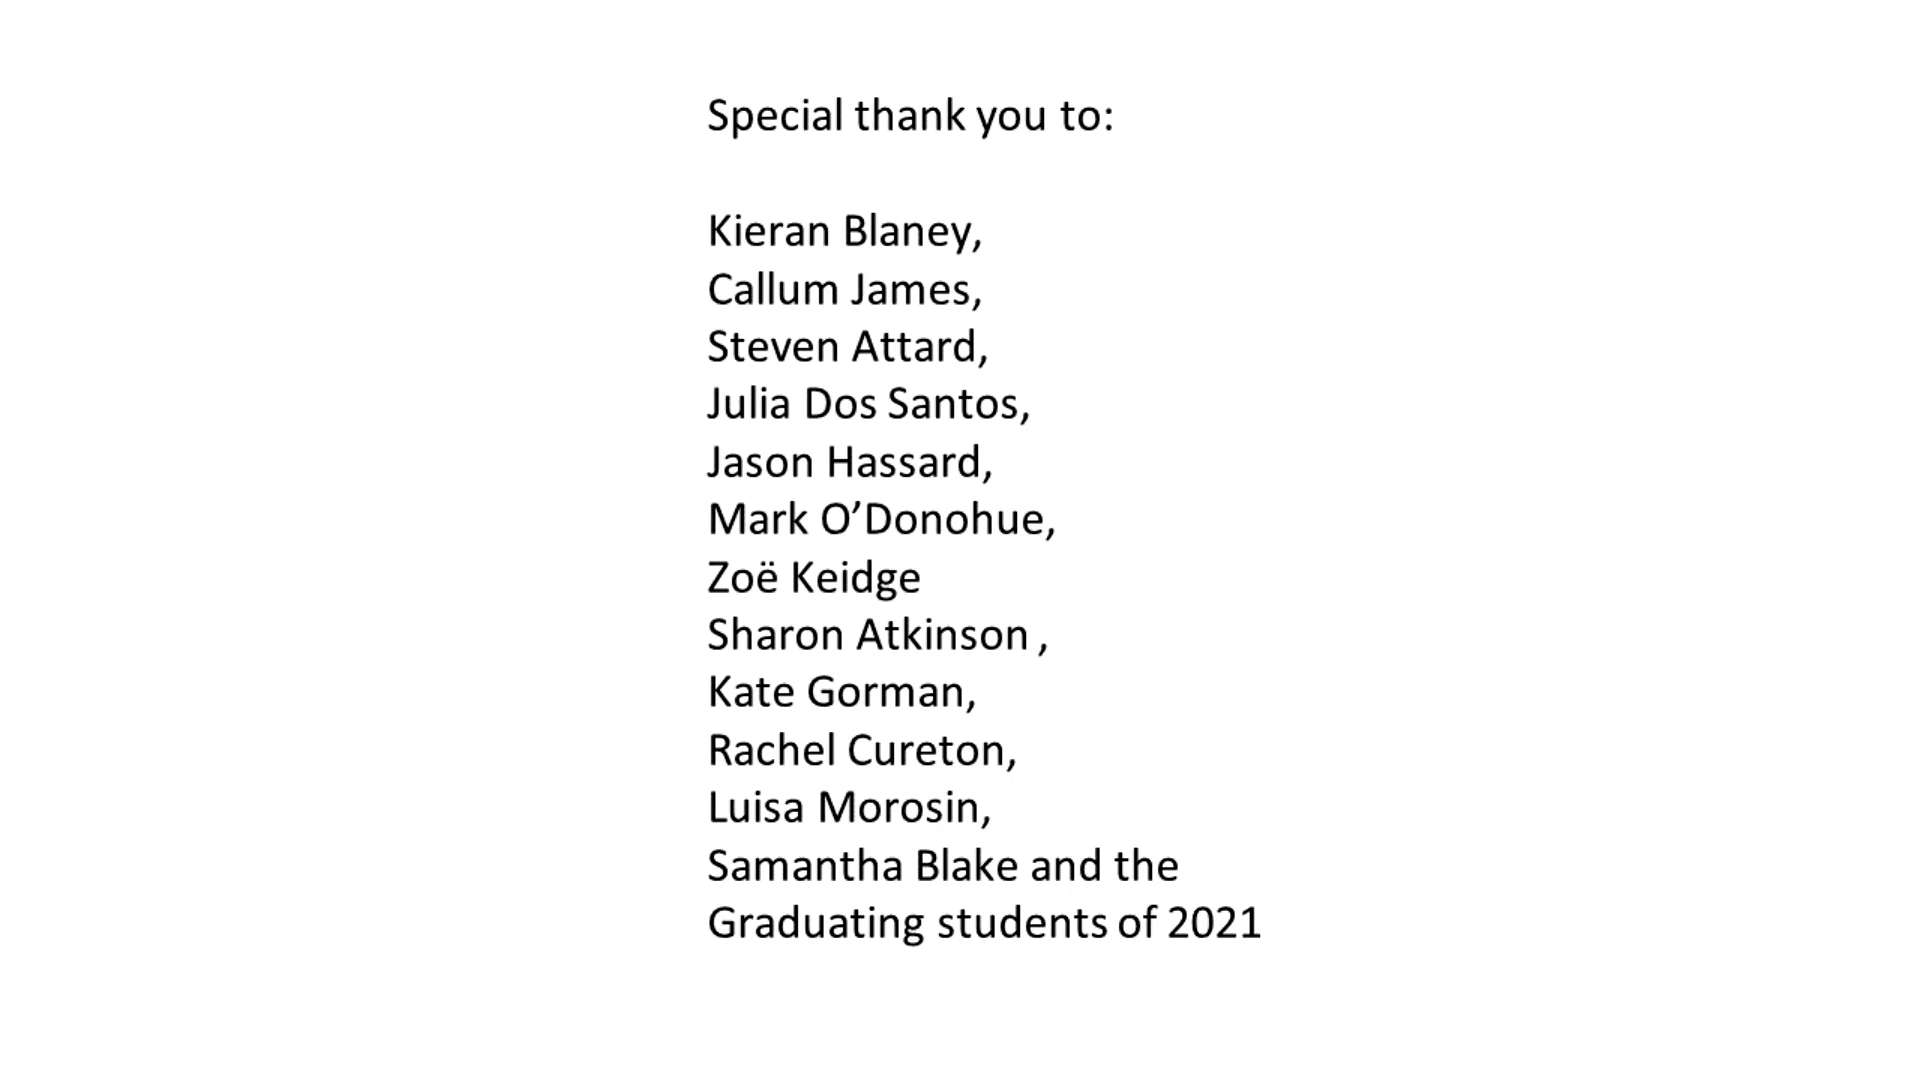 Special thank you to:
Kieran Blaney,
Callum James,
Steven Attard,
Julia Dos Santos,
Jason Hassard,
Mark O’Donohue,
Zoë Keidge
Sharon Atkinson ,
Kate Gorman,
Rachel Cureton,
Luisa Morosin,
Samantha Blake and the
Graduating students of 2021